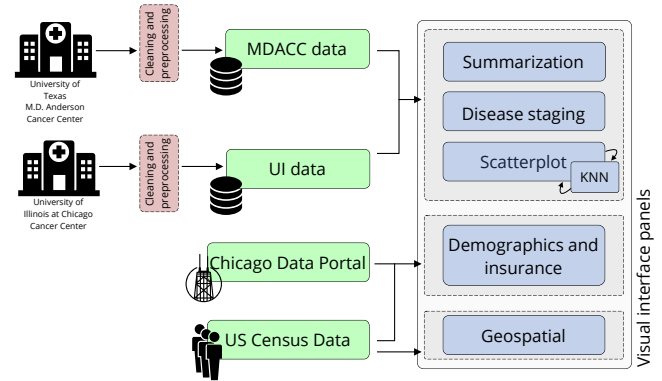 University of
Texas
M.D. Anderson
Cancer Center
Cleaning and
preprocessing
MDACC data
University of
Illinois at Chicago
Cancer Center
Cleaning and
preprocessing
UI data
Chicago Data Portal
US Census Data
Summarization
Disease staging
Scatterplot
KNN
Demographics and
insurance
Geospatial
Visual interface panels